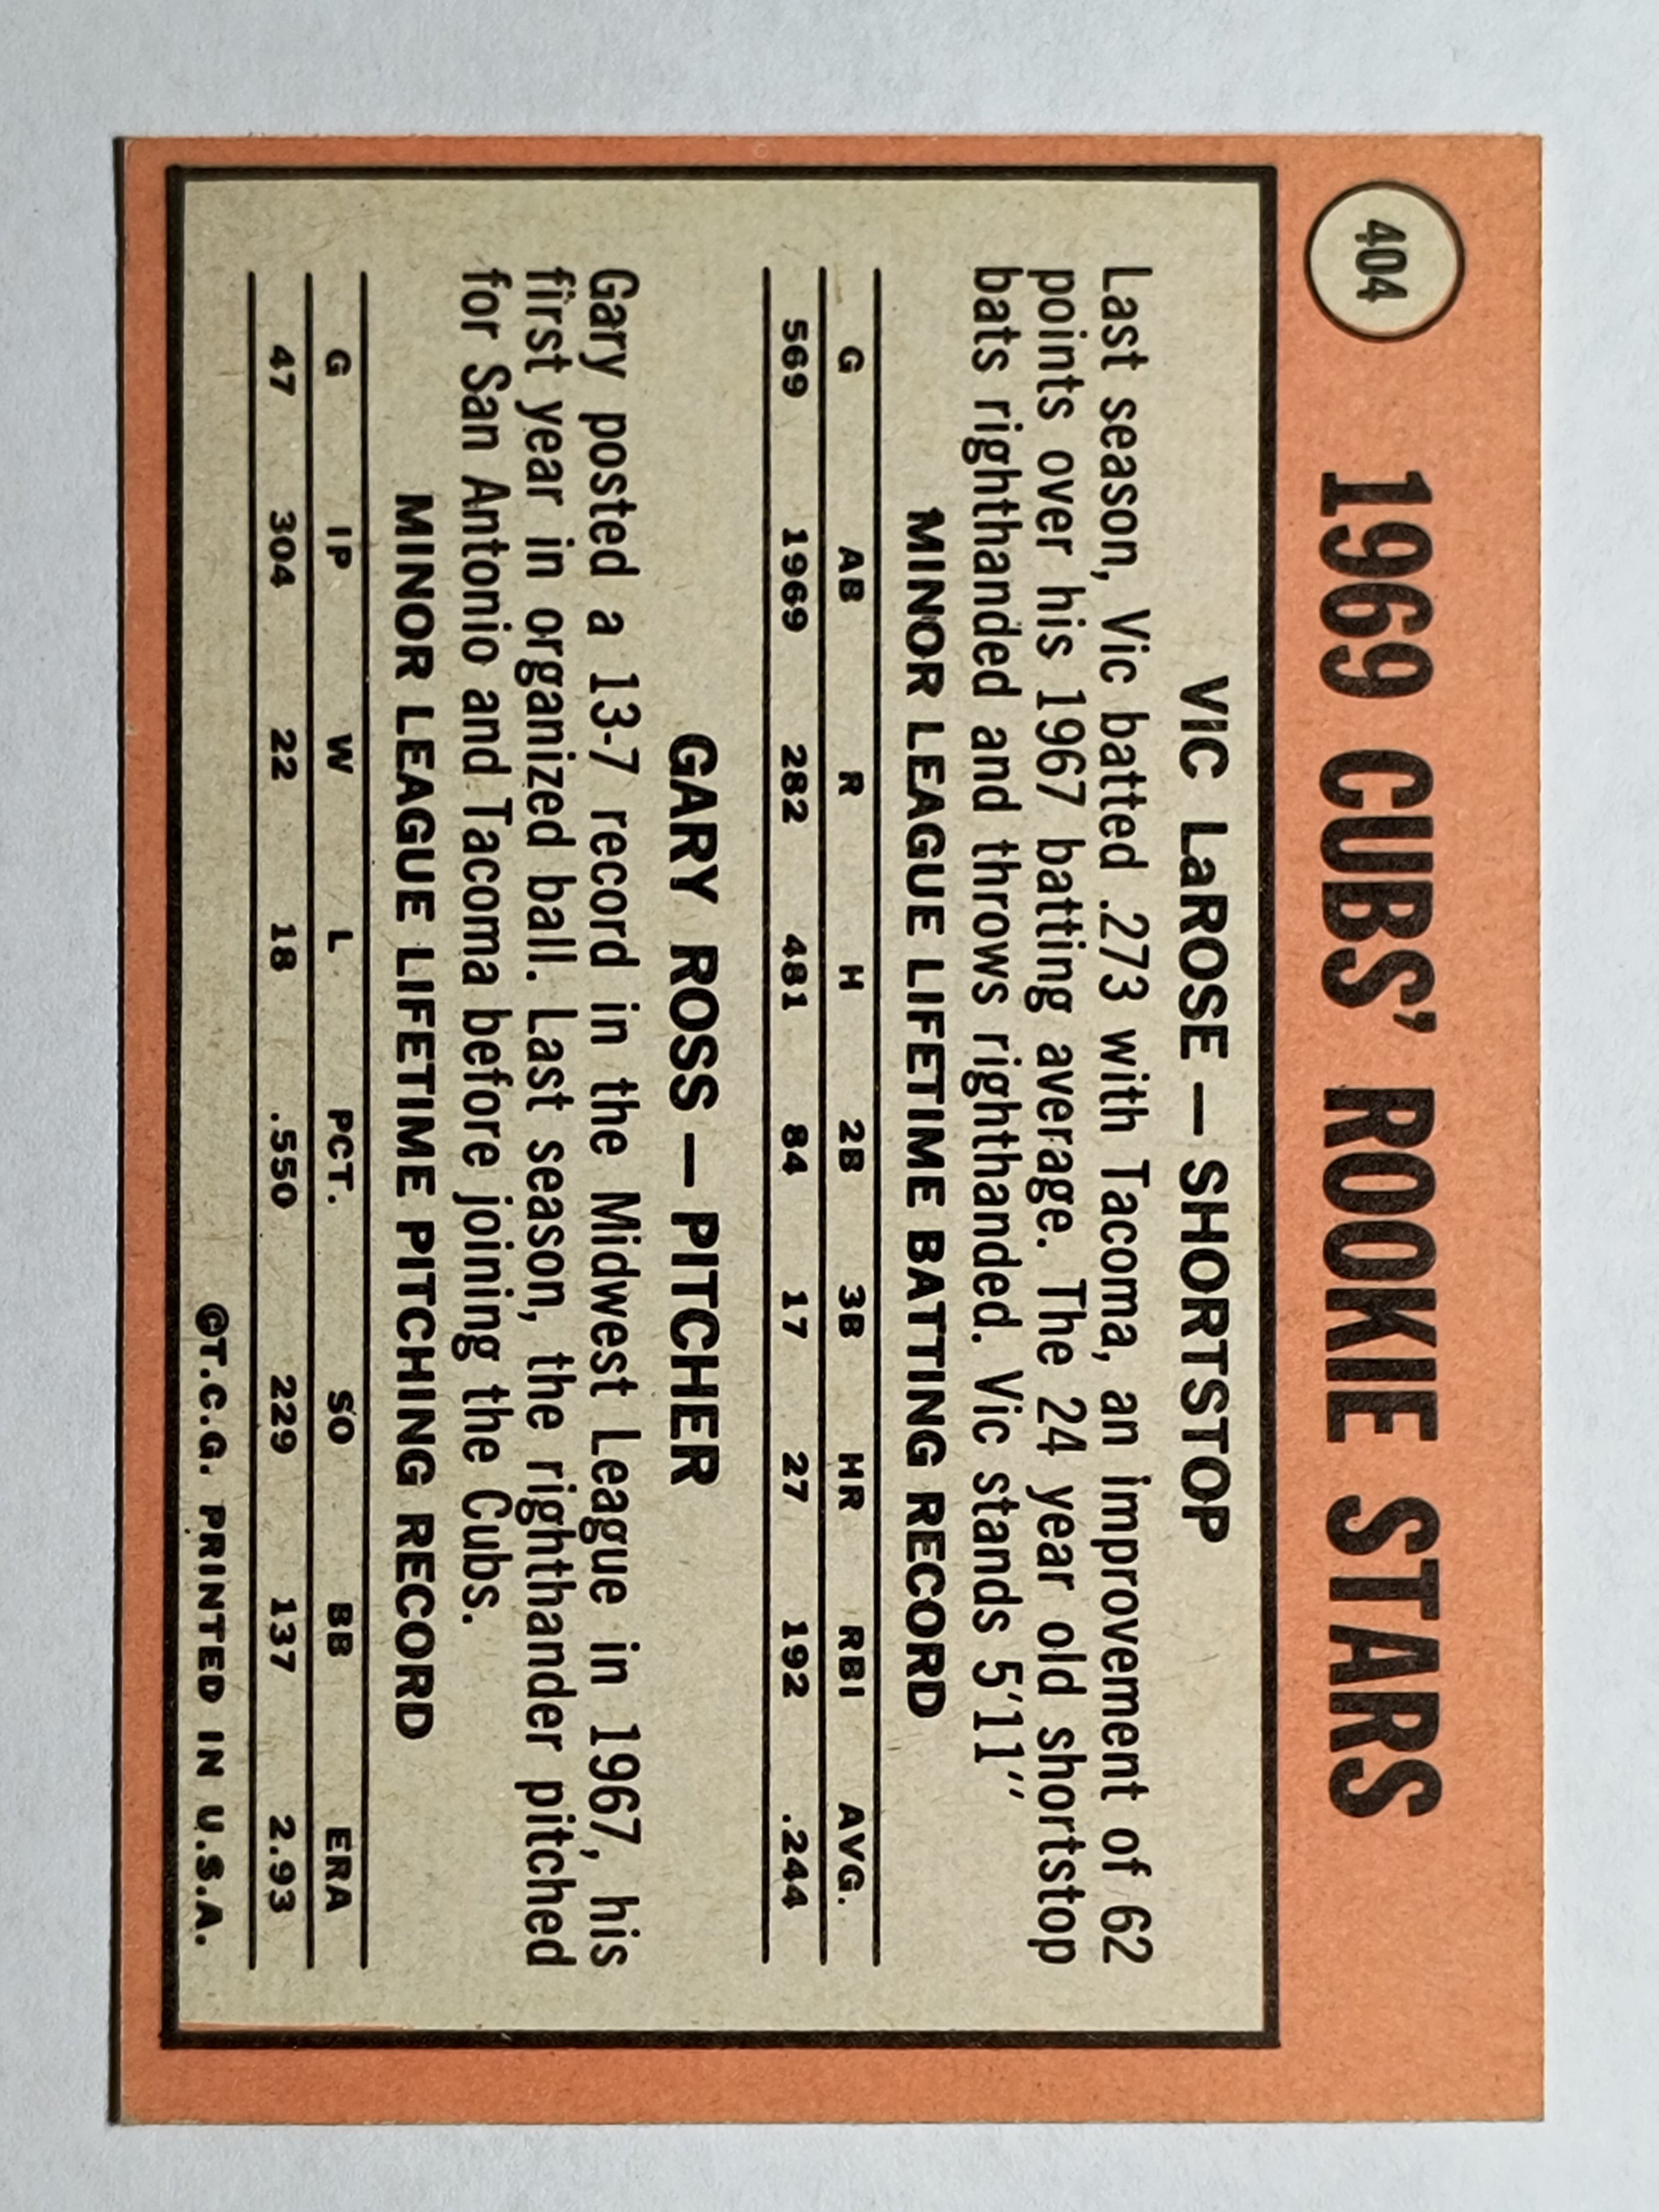 404
1969 CUBS' ROOKIE STARS
VIC LaROSE — SHORTSTOP
Last season, Vic batted .273 with Tacoma, an improvement of 62
points over his 1967 batting average. The 24 year old shortstop
bats righthanded and throws righthanded. Vic stands 5'11''
MINOR LEAGUE LIFETIME BATTING RECORD
G AB R H 2B 3B HR RBI AVG.
569 1969 282 481 84 17 27 192 .244
GARY ROSS — PITCHER
Gary posted a 13-7 record in the Midwest League in 1967, his
first year in organized ball. Last season, the righthander pitched
for San Antonio and Tacoma before joining the Cubs.
MINOR LEAGUE LIFETIME PITCHING RECORD
G IP W L PCT. SO BB ERA
47 304 22 18 .550 229 137 2.93
©T.C.G. PRINTED IN U.S.A.